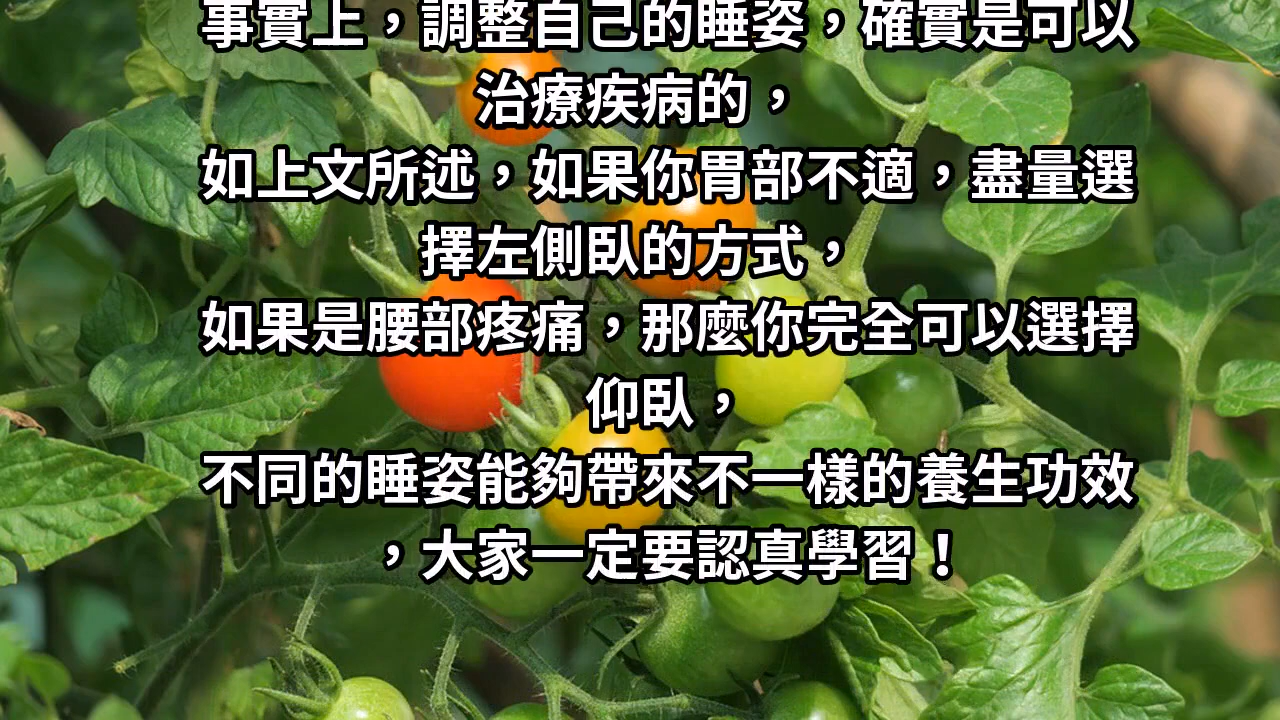 事實上，調整自己的睡姿，確實是可以
治療疾病的，
如上文所述，如果你胃部不適，盡量選
擇左側臥的方式，
如果是腰部疼痛，那麼你完全可以選擇
仰臥，
不同的睡姿能夠帶來不一樣的養生功效
，大家一定要認真學習！